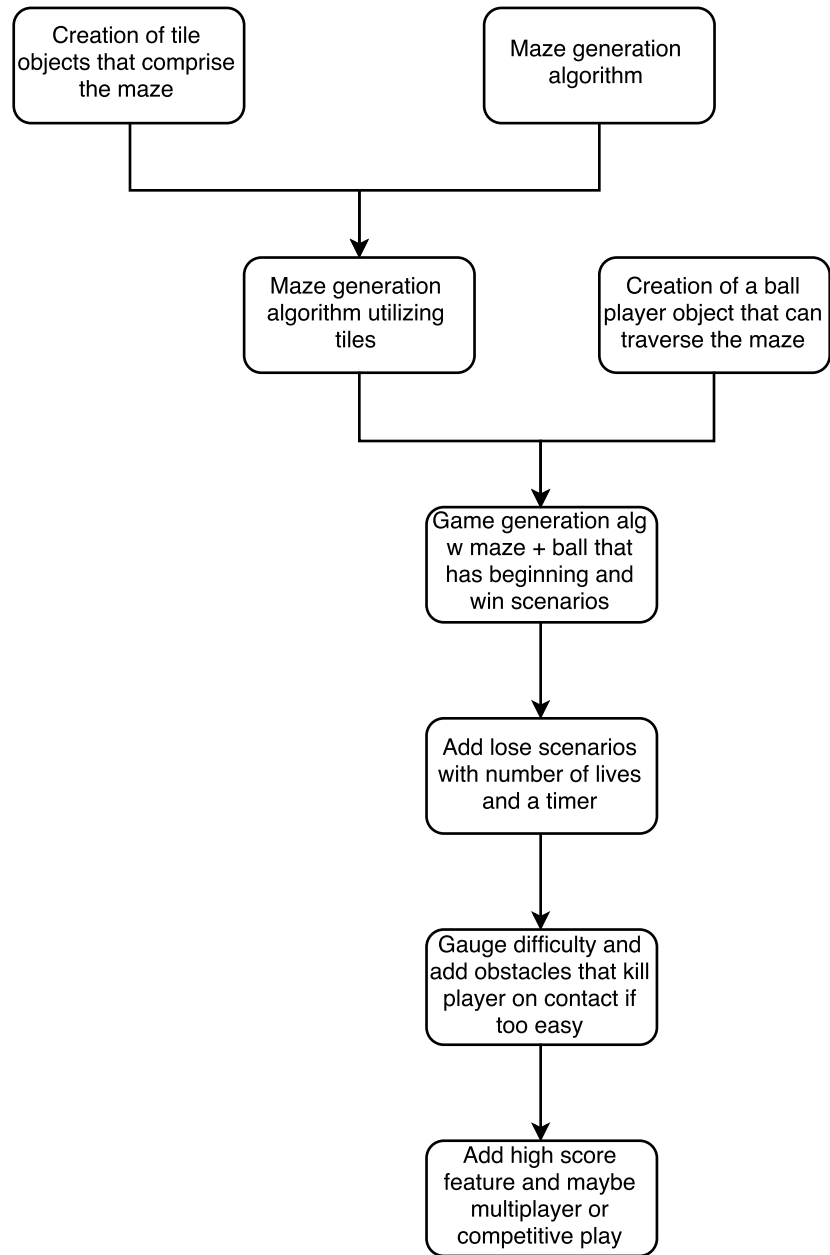 Creation of tile
objects that comprise
the maze
Maze generation
algorithm
Maze generation
algorithm utilizing
tiles
Creation of a ball
player object that can
traverse the maze
Game generation alg
w maze + ball that
has beginning and
win scenarios
Add lose scenarios
with number of lives
and a timer
Gauge difficulty and
add obstacles that kill
player on contact if
too easy
Add high score
feature and maybe
multiplayer or
competitive play